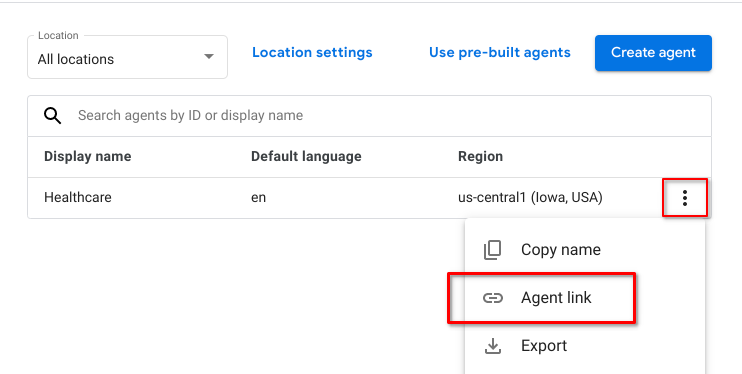 Location
All locations
Location settings
Use pre-built agents
Create agent
Search agents by ID or display name
Display name Default language Region
Healthcare en us-central1 (Iowa, USA)
Copy name
Agent link
Export